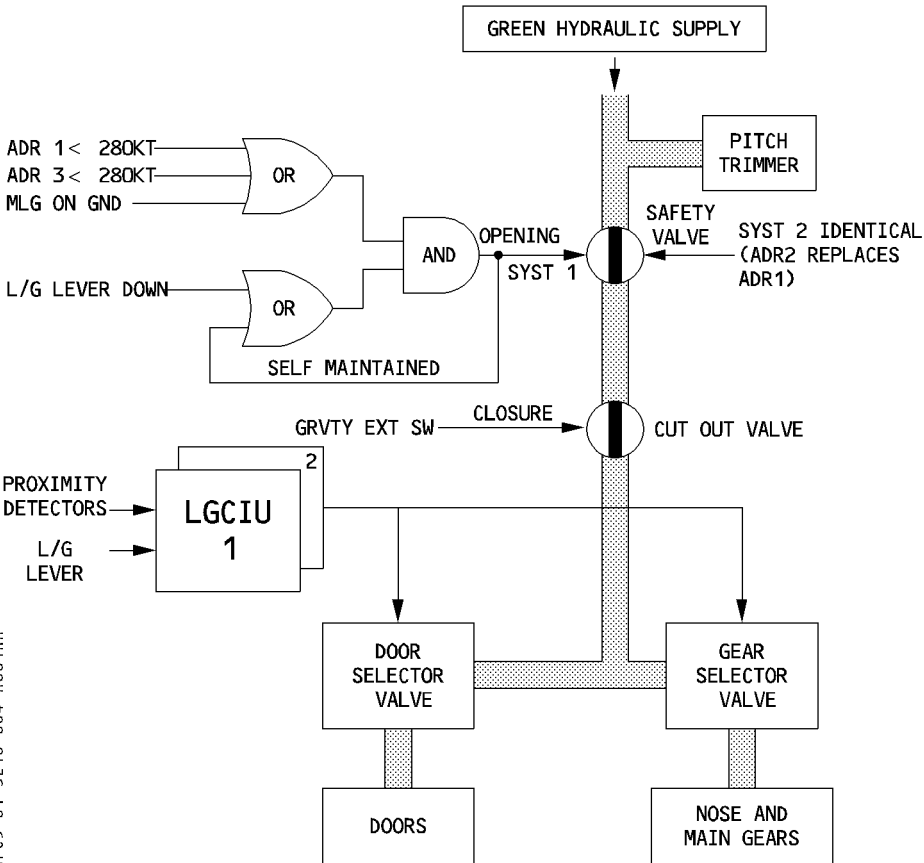 GREEN HYDRAULIC SUPPLY
ADR 1< 280KT
ADR 3< 280KT
MLG ON GND
OR
PITCH
TRIMMER
L/G LEVER DOWN
OR
AND
OPENING
SYST 1
SAFETY
VALVE
SYST 2 IDENTICAL
(ADR2 REPLACES
ADR1)
SELF MAINTAINED
GRVTY EXT SW
CLOSURE
CUT OUT VALVE
PROXIMITY
DETECTORS
L/G
LEVER
2
LGCIU
1
DOOR
SELECTOR
VALVE
GEAR
SELECTOR
VALVE
DOORS
NOSE AND
MAIN GEARS